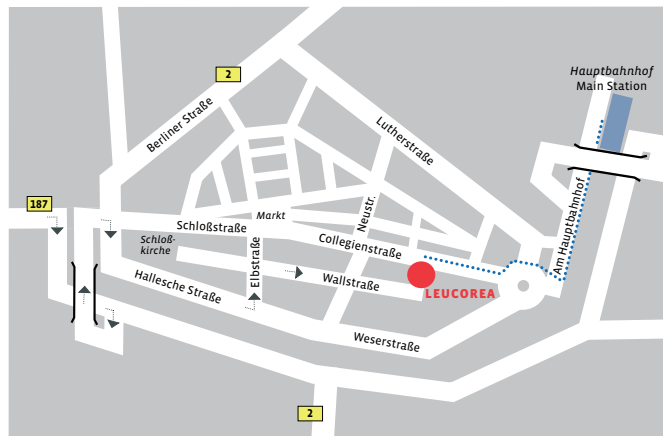 Hauptbahnhof
Main Station
2
Berliner Straße
Lutherstraße
187
Am Hauptbahnhof
Neustr.
Markt
Schloßstraße
Schloß-
kirche
Collegienstraße
Elbstraße
Wallstraße
Hallesche Straße
LEUCOREA
Weserstraße
2